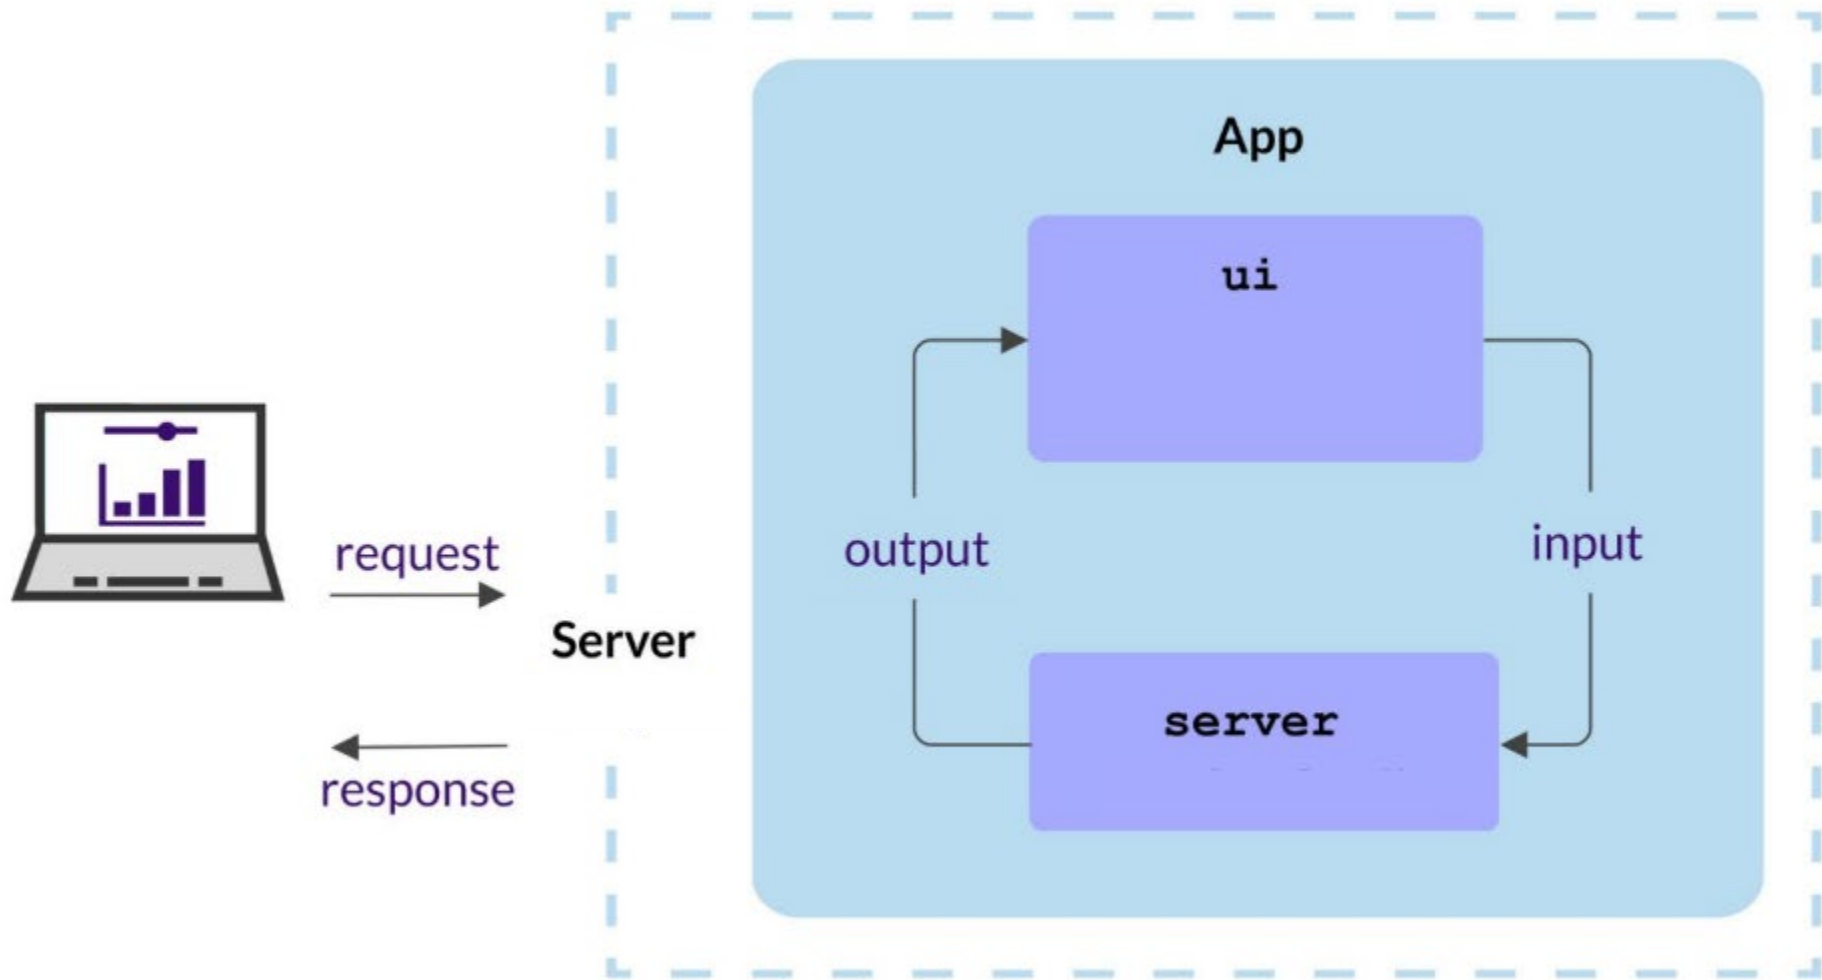 App
ui
request
output
input
Server
server
response